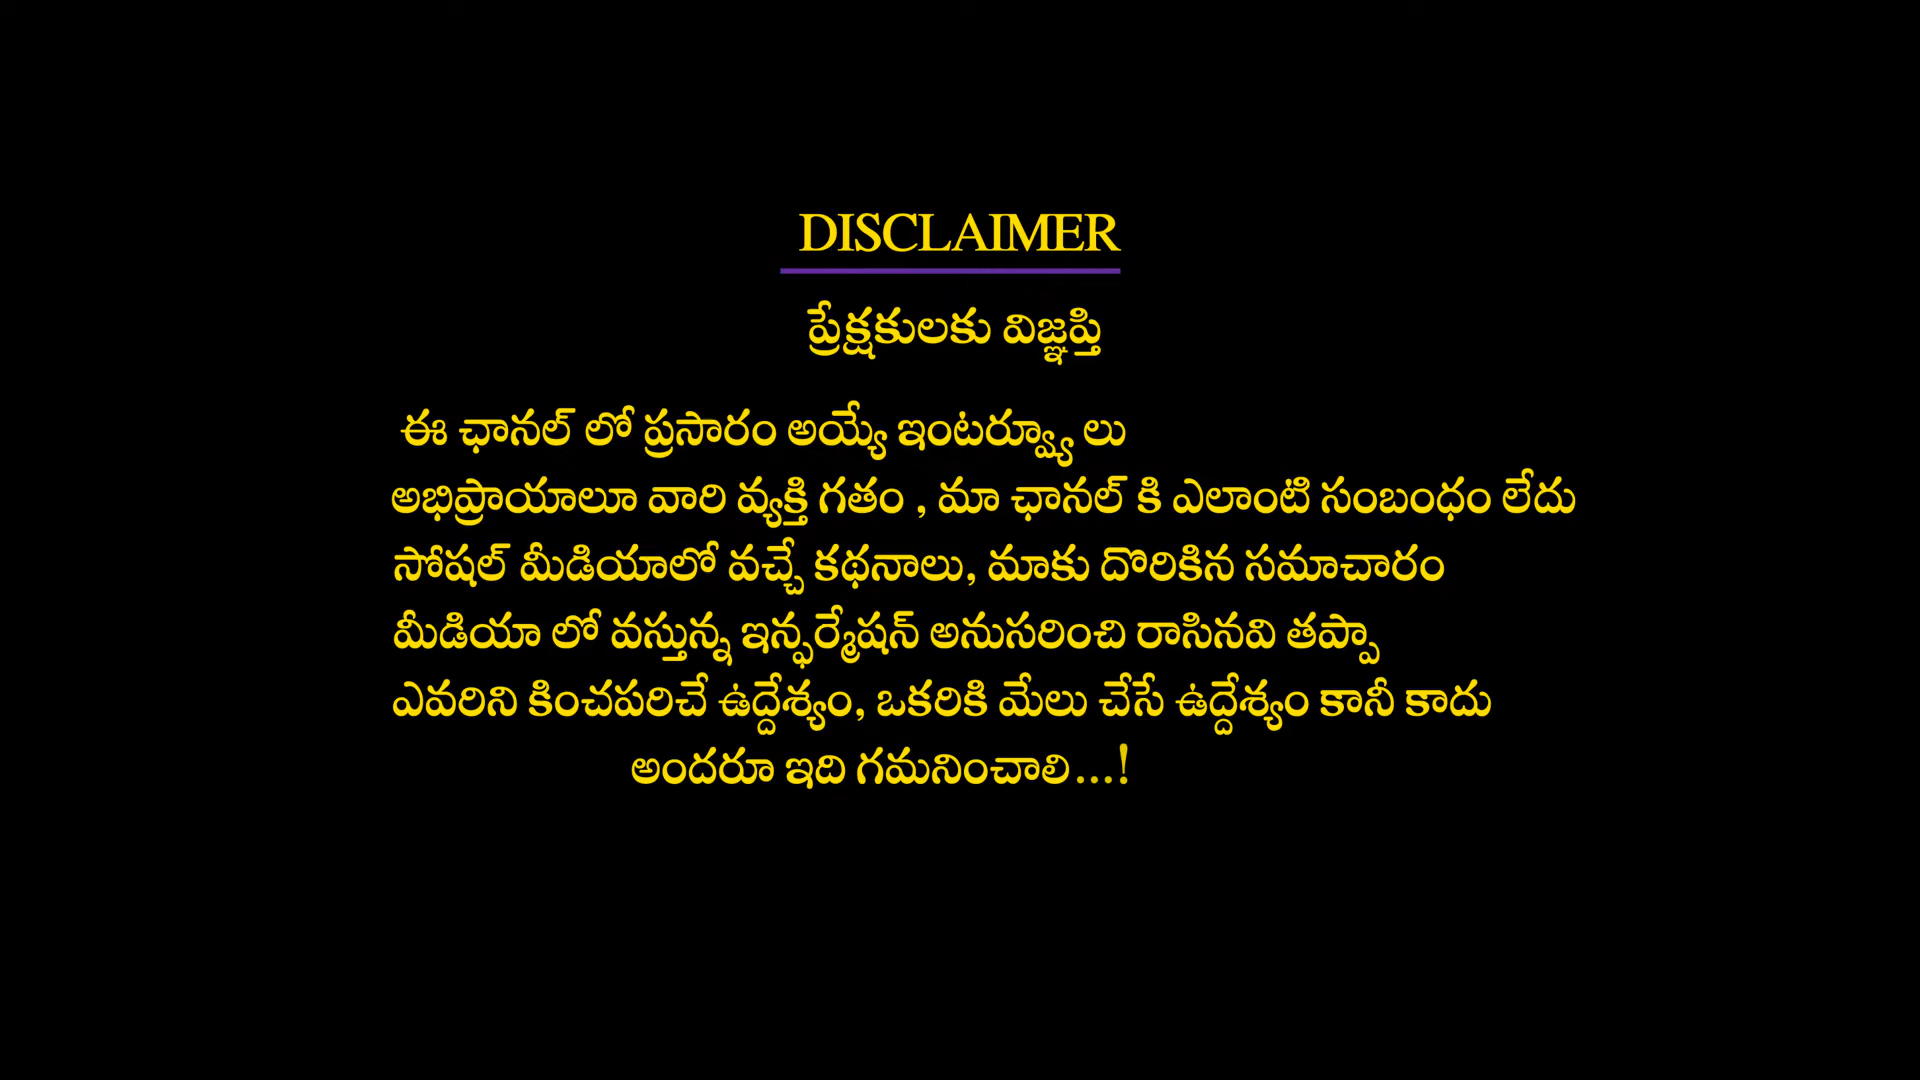 DISCLAIMER
ప్రేక్షకులకు విజ్ఞప్తి
ఈ ఛానల్ లో ప్రసారం అయ్యే ఇంటర్వ్యూ లు
అభిప్రాయాలూ వారి వ్యక్తి గతం , మా ఛానల్ కి ఎలాంటి సంబంధం లేదు
సోషల్ మీడియాలో వచ్చే కథనాలు, మాకు దొరికిన సమాచారం
మీడియా లో వస్తున్న ఇన్ఫర్మేషన్ అనుసరించి రాసినవి తప్పా
ఎవరిని కించపరిచే ఉద్దేశ్యం, ఒకరికి మేలు చేసే ఉద్దేశ్యం కానీ కాదు
అందరూ ఇది గమనించాలి...!